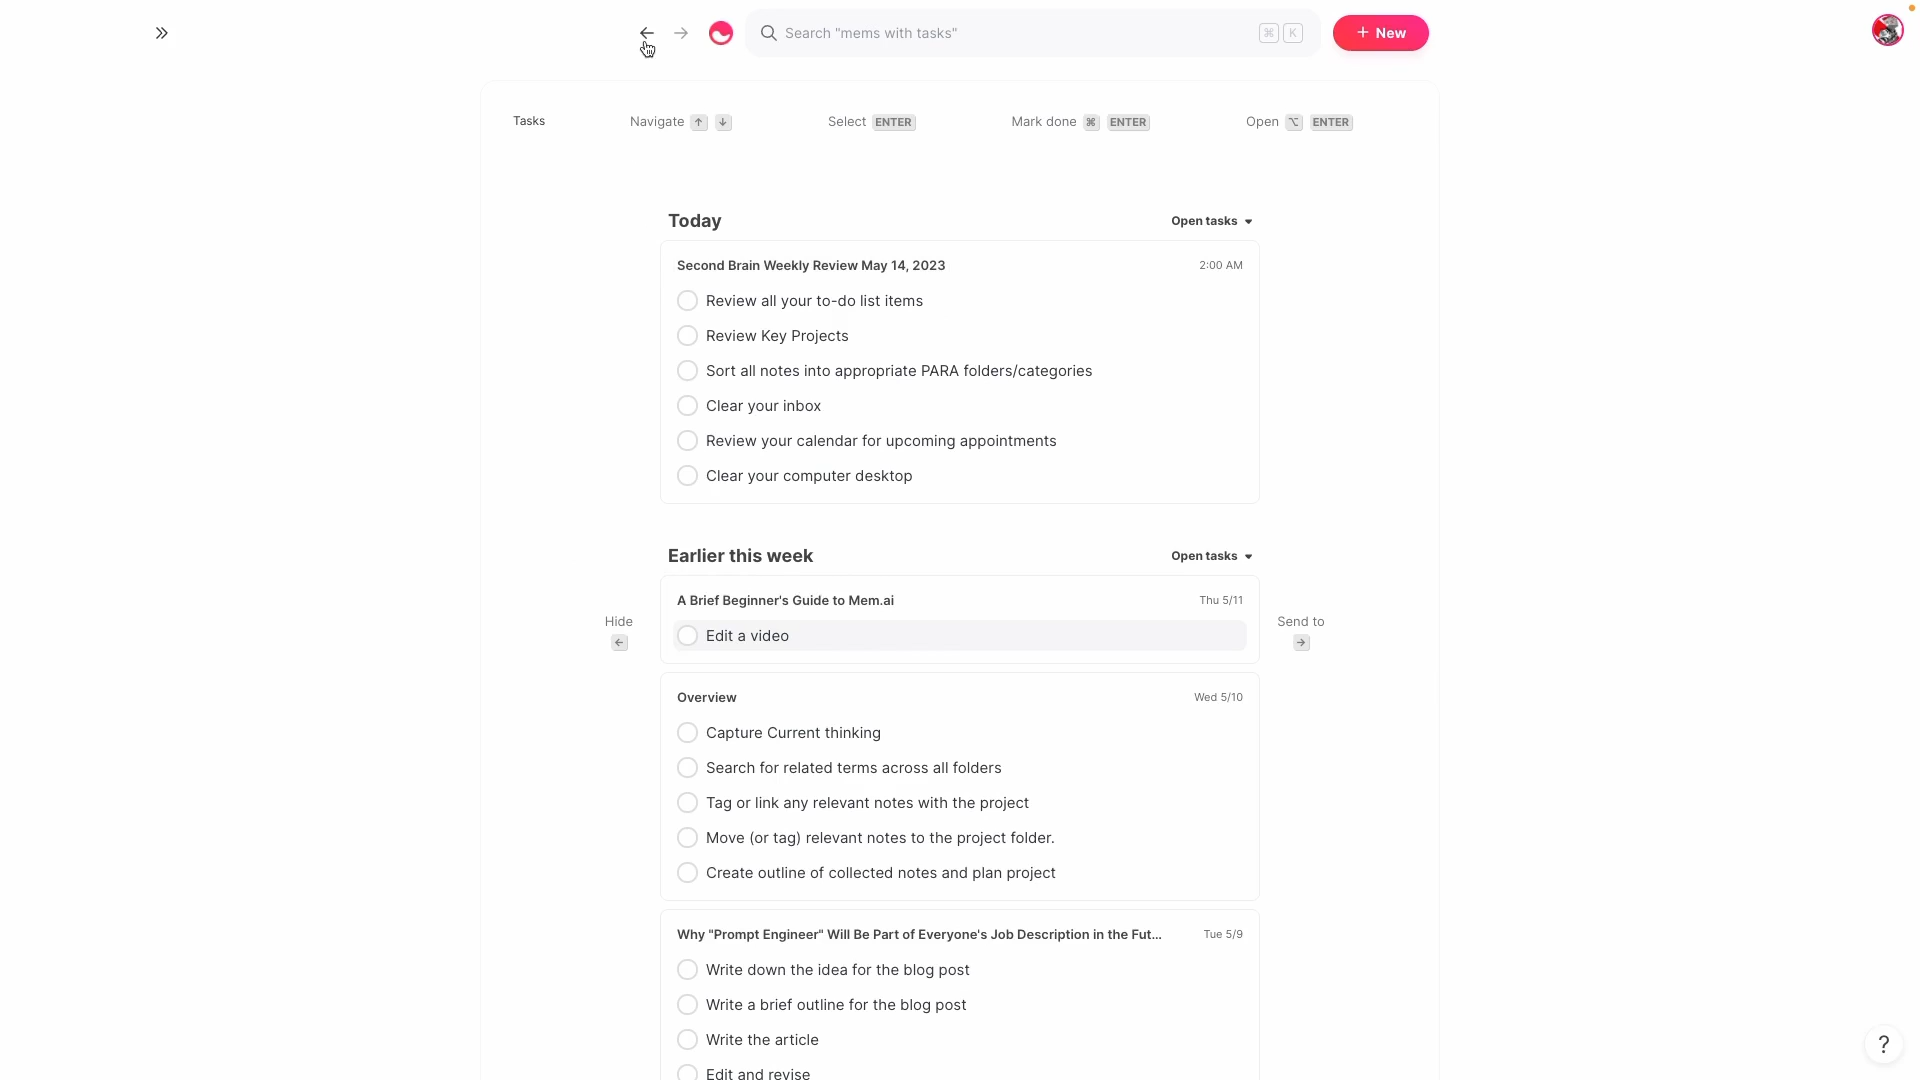 Search "mems with tasks" ⌘ K
+ New
Tasks Navigate ↑ ↓ Select ENTER Mark done ⌘ ENTER Open ⌥ ENTER
Today Open tasks
Second Brain Weekly Review May 14, 2023 2:00 AM
Review all your to-do list items
Review Key Projects
Sort all notes into appropriate PARA folders/categories
Clear your inbox
Review your calendar for upcoming appointments
Clear your computer desktop
Earlier this week Open tasks
A Brief Beginner's Guide to Mem.ai Thu 5/11
Hide ←
Edit a video
Send to →
Overview Wed 5/10
Capture Current thinking
Search for related terms across all folders
Tag or link any relevant notes with the project
Move (or tag) relevant notes to the project folder.
Create outline of collected notes and plan project
Why "Prompt Engineer" Will Be Part of Everyone's Job Description in the Fut... Tue 5/9
Write down the idea for the blog post
Write a brief outline for the blog post
Write the article
Edit and revise
?